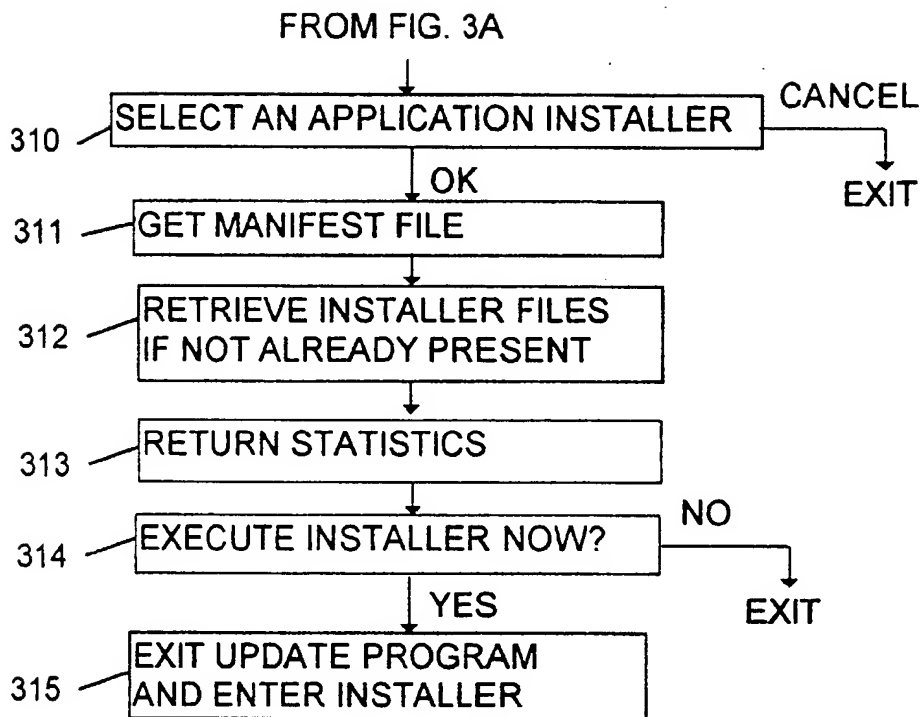 FROM FIG. 3A
CANCEL
310
SELECT AN APPLICATION INSTALLER
OK
EXIT
311
GET MANIFEST FILE
312
RETRIEVE INSTALLER FILES
IF NOT ALREADY PRESENT
313
RETURN STATISTICS
314
EXECUTE INSTALLER NOW?
NO
YES
EXIT
315
EXIT UPDATE PROGRAM
AND ENTER INSTALLER